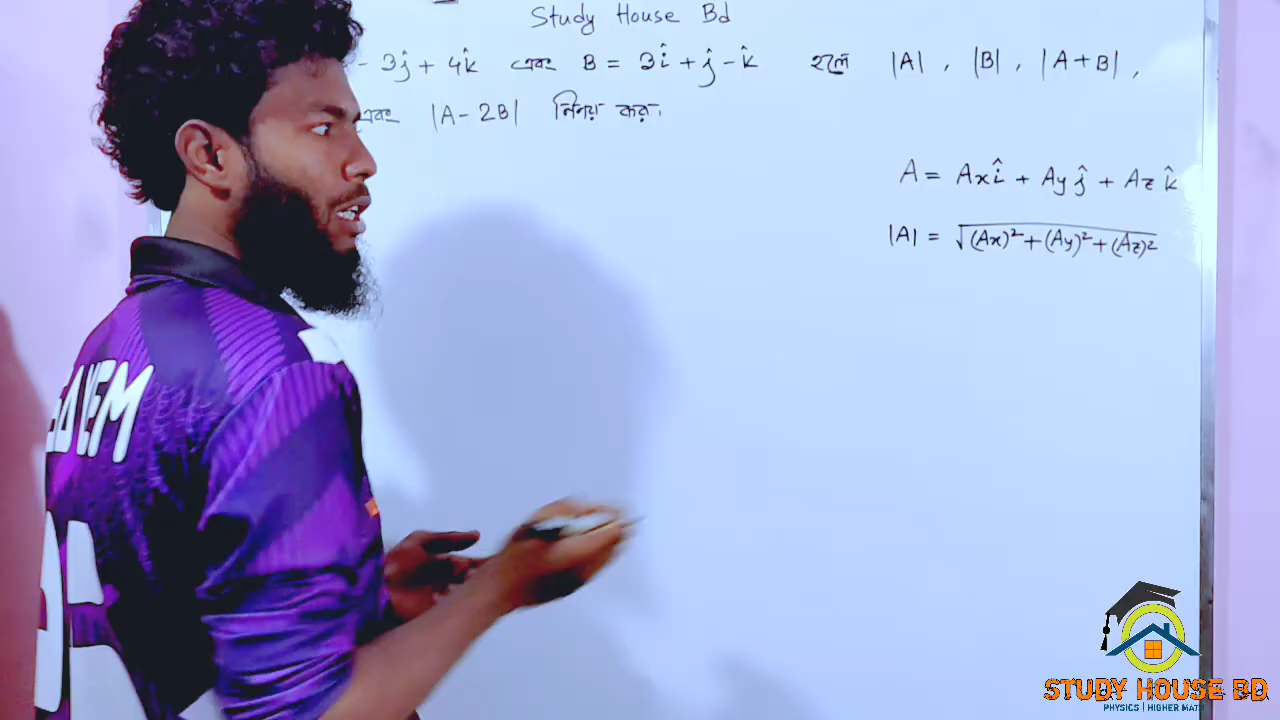 Study House Bd
- 3ĵ + 4k̂ এবং B = 3î + ĵ - k̂ হলে |A| , |B| , |A + B| ,
এবং |A - 2B| নির্ণয় কর।
A = Axî + Ayĵ + Azk̂
|A| = √(Ax)² + (Ay)² + (Az)²
STUDY HOUSE BD
PHYSICS | HIGHER MATH